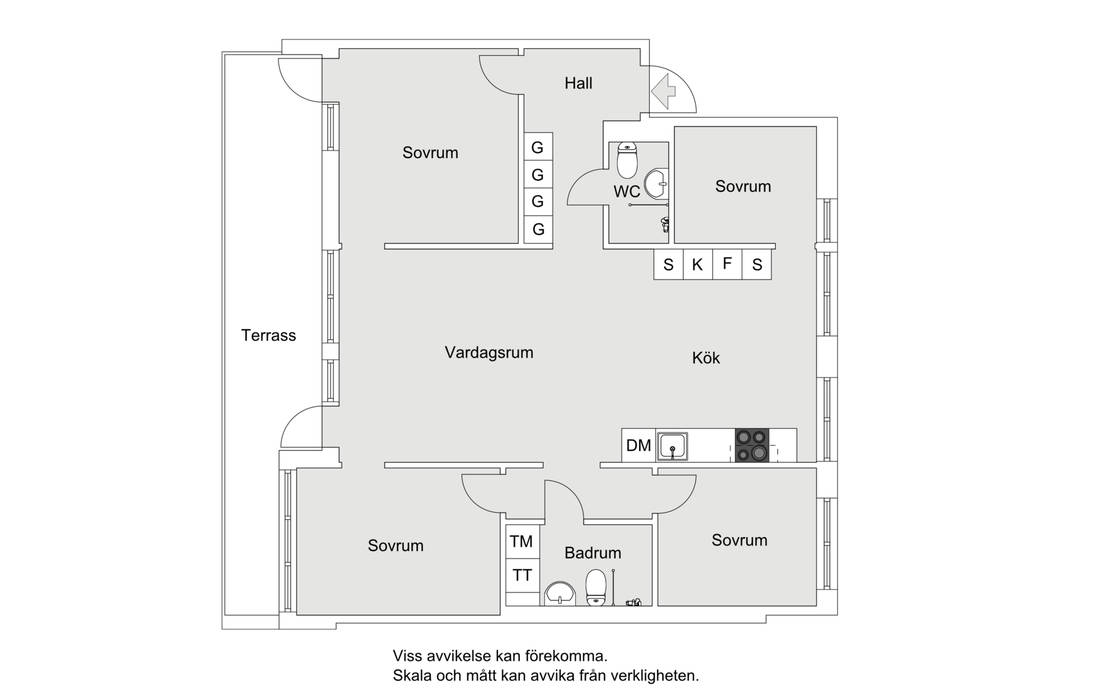 Hall
Sovrum
G
G
G
G
WC
Sovrum
S K F S
Terrass
Vardagsrum
Kök
DM
Sovrum
TM
TT
Badrum
Sovrum
Viss avvikelse kan förekomma.
Skala och mått kan avvika från verkligheten.